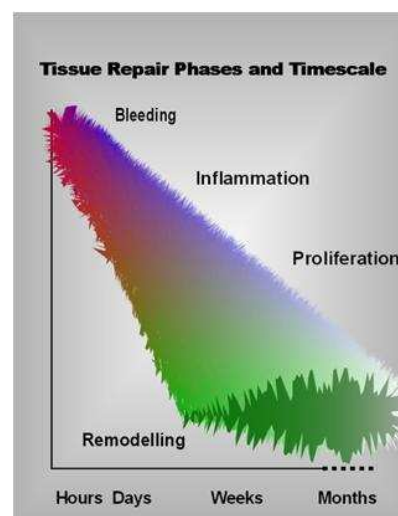 Tissue Repair Phases and Timescale
Bleeding
Inflammation
Proliferation
Remodelling
Hours Days Weeks Months